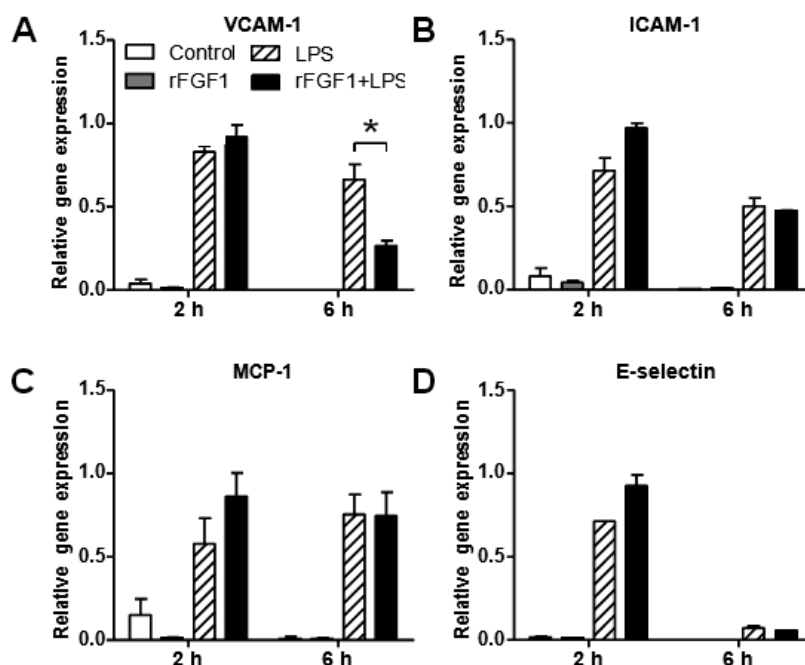 A
VCAM-1
Relative gene expression
1.5
1.0
0.5
0.0
Control
LPS
rFGF1
rFGF1+LPS
*
2 h
6 h
B
ICAM-1
Relative gene expression
1.5
1.0
0.5
0.0
2 h
6 h
C
MCP-1
Relative gene expression
1.5
1.0
0.5
0.0
2 h
6 h
D
E-selectin
Relative gene expression
1.5
1.0
0.5
0.0
2 h
6 h